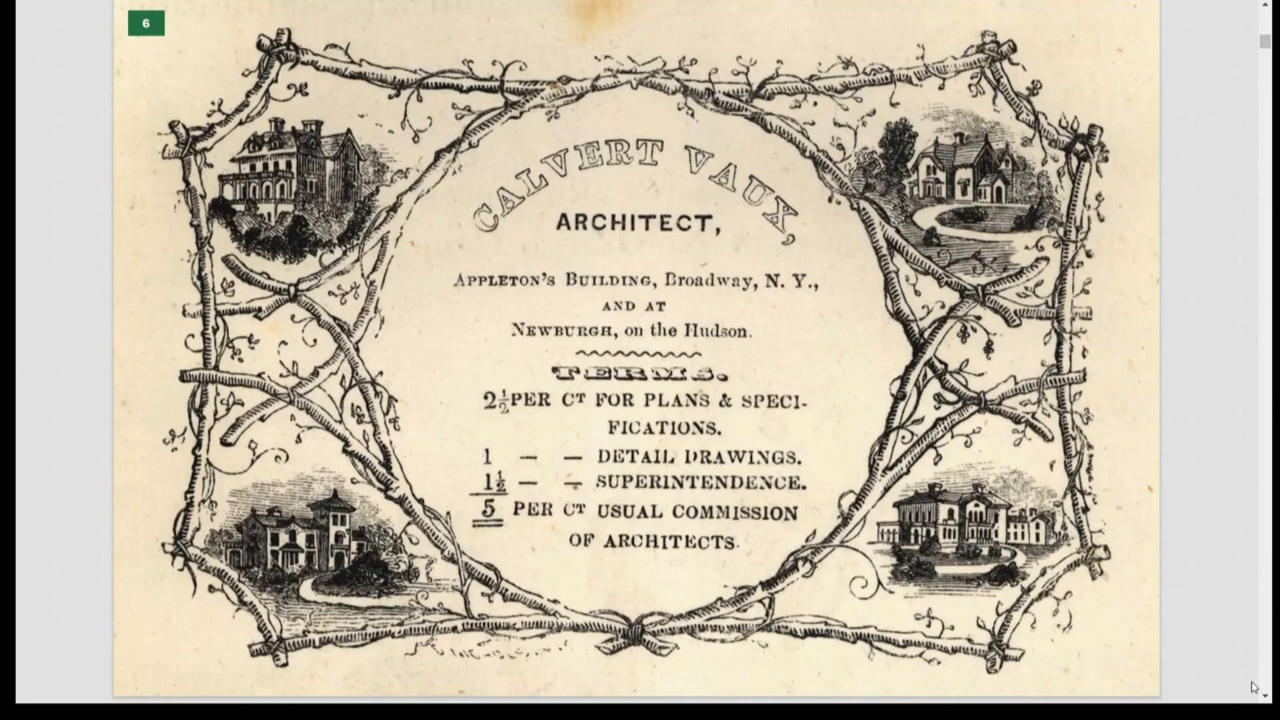 6
CALVERT VAUX,
ARCHITECT,
APPLETON'S BUILDING, Broadway, N. Y.,
AND AT
NEWBURGH, on the Hudson.
TERMS.
2½ PER CT FOR PLANS & SPECI-
FICATIONS.
1 — — DETAIL DRAWINGS.
1½ — — SUPERINTENDENCE.
5 PER CT USUAL COMMISSION
OF ARCHITECTS.